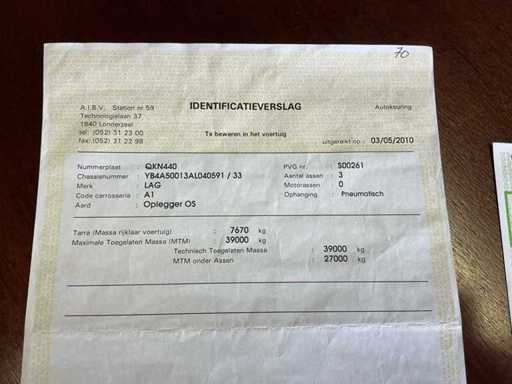 70
A.I.B.V. Station nr 59
IDENTIFICATIEVERSLAG
Autokeuring
Technologielaan 37
1840 Londerzeel
tel: (052) 31 23 00
Te bewaren in het voertuig
fax: (052) 31 22 98
uitgereikt op : 03/05/2010
Nummerplaat : QKN440
PVG nr. : S00261
Chassisnummer : YB4A50013AL040591 / 33
Aantal assen : 3
Merk : LAG
Motorassen : 0
Code carrosserie : A1
Ophanging : Pneumatisch
Aard : Oplegger OS
Tarra (Massa rijklaar voertuig) : 7670 kg
Maximale Toegelaten Massa (MTM) : 39000 kg
Technisch Toegelaten Massa : 39000 kg
MTM onder Assen : 27000 kg